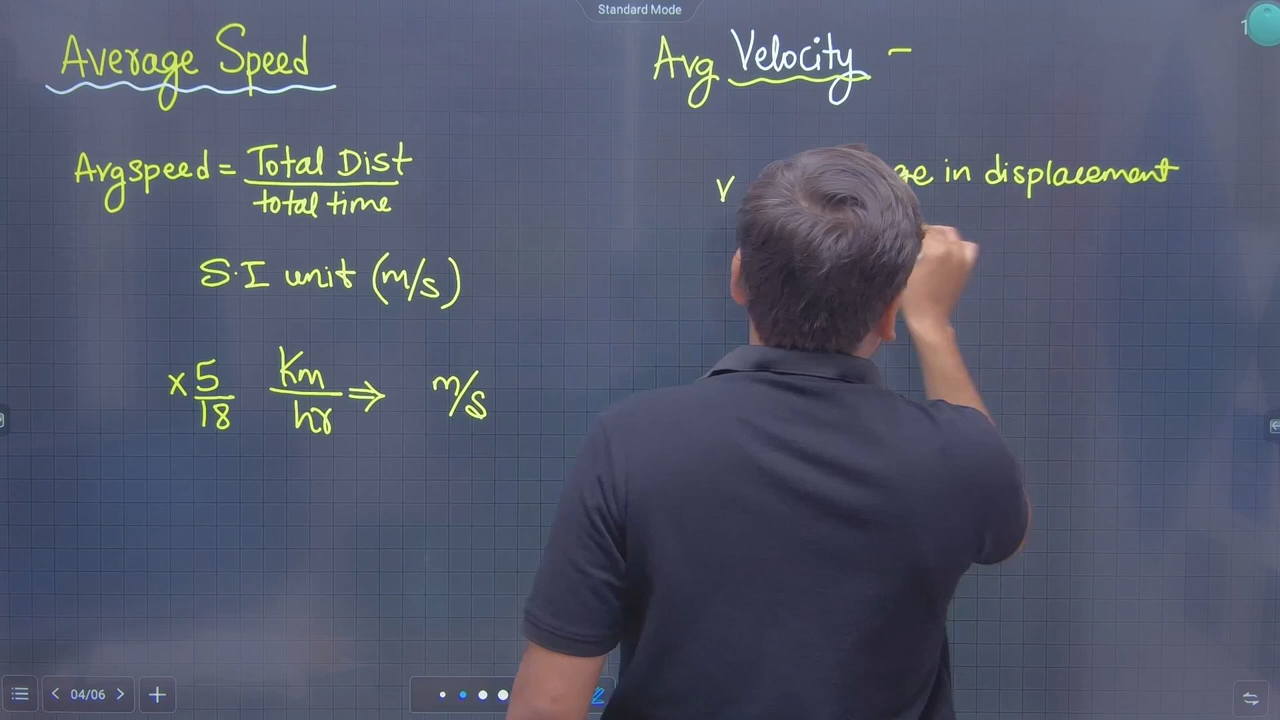 Standard Mode
Average Speed
Avgspeed = Total Dist
total time
S.I unit (m/s)
× 5/18 Km/hr ⇒ m/s
Avg Velocity -
V
in displacement
04/06